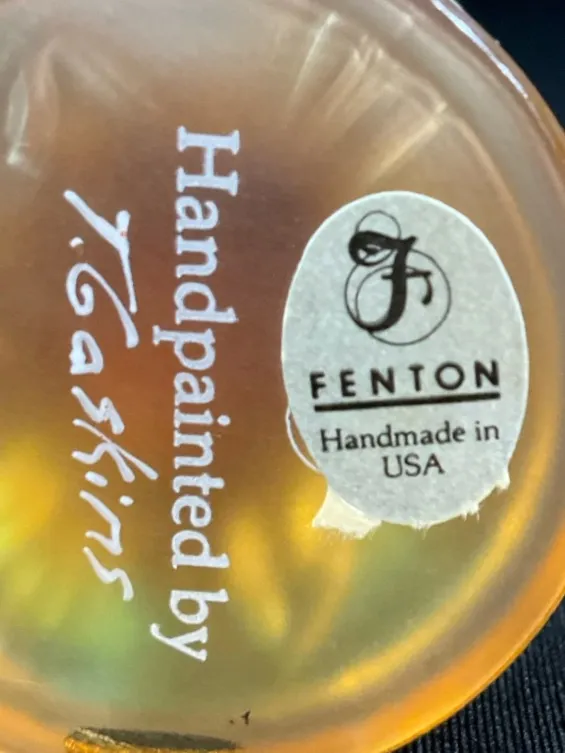 Handpainted by
T. Gaskins
F
FENTON
Handmade in
USA